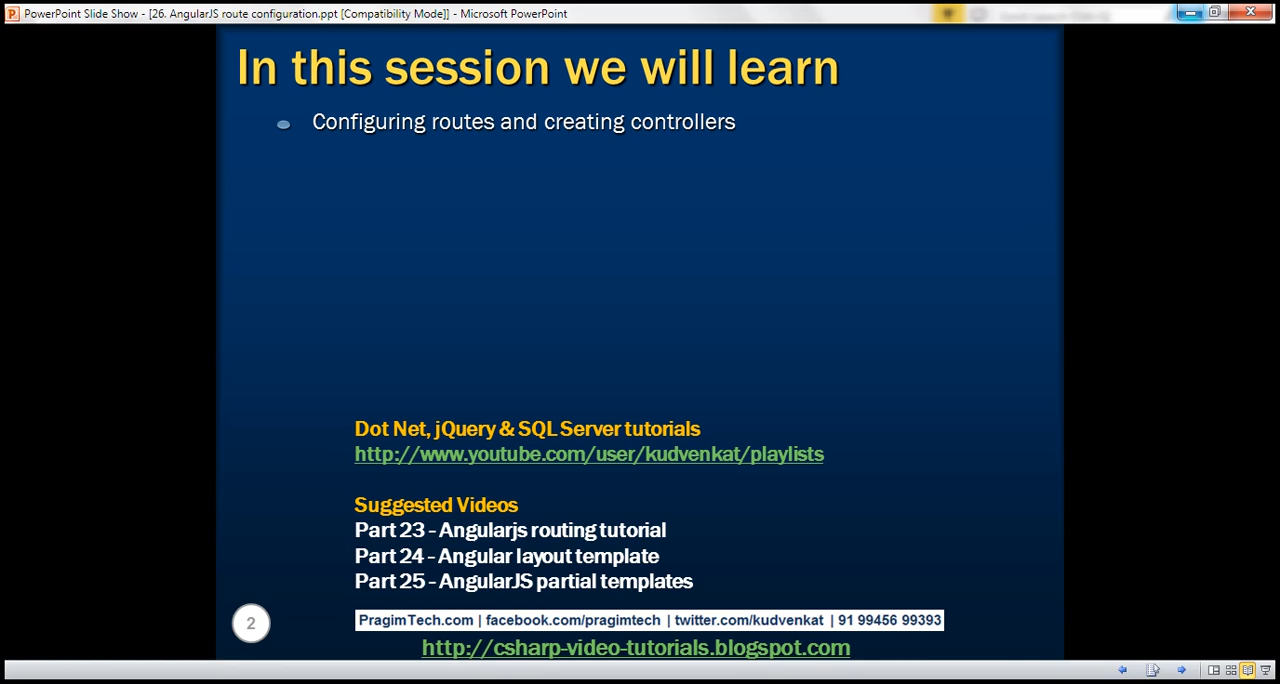 PowerPoint Slide Show - [26. AngularJS route configuration.ppt [Compatibility Mode]] - Microsoft PowerPoint
In this session we will learn
Configuring routes and creating controllers
Dot Net, jQuery & SQL Server tutorials
http://www.youtube.com/user/kudvenkat/playlists
Suggested Videos
Part 23 - Angularjs routing tutorial
Part 24 - Angular layout template
Part 25 - AngularJS partial templates
2
PragimTech.com | facebook.com/pragimtech | twitter.com/kudvenkat | 91 99456 99393
http://csharp-video-tutorials.blogspot.com